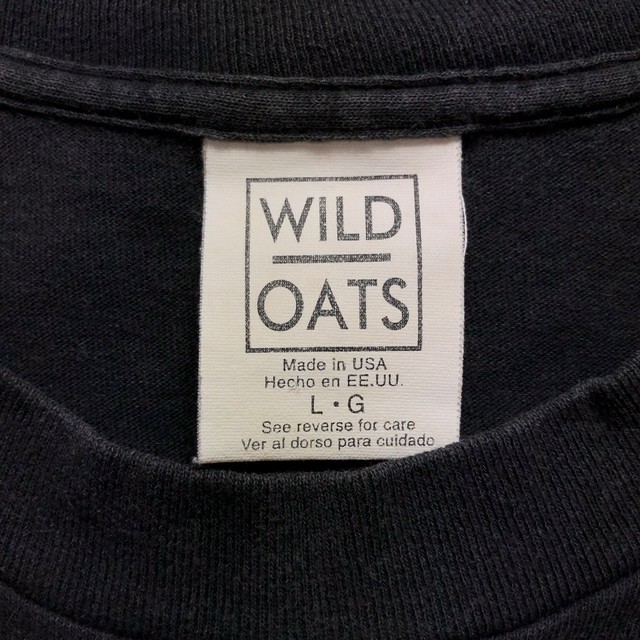 WILD
OATS
Made in USA
Hecho en EE.UU.
L • G
See reverse for care
Ver al dorso para cuidado